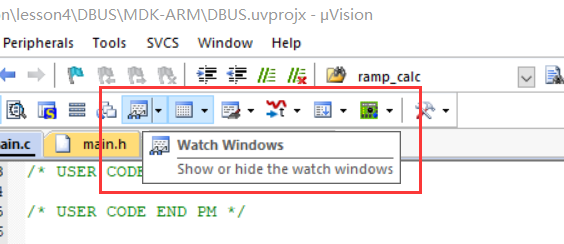 n\lesson4\DBUS\MDK-ARM\DBUS.uvprojx - µVision
Peripherals Tools SVCS Window Help
ramp_calc
ain.c main.h
Watch Windows
Show or hide the watch windows
/* USER CODE
/* USER CODE END PM */